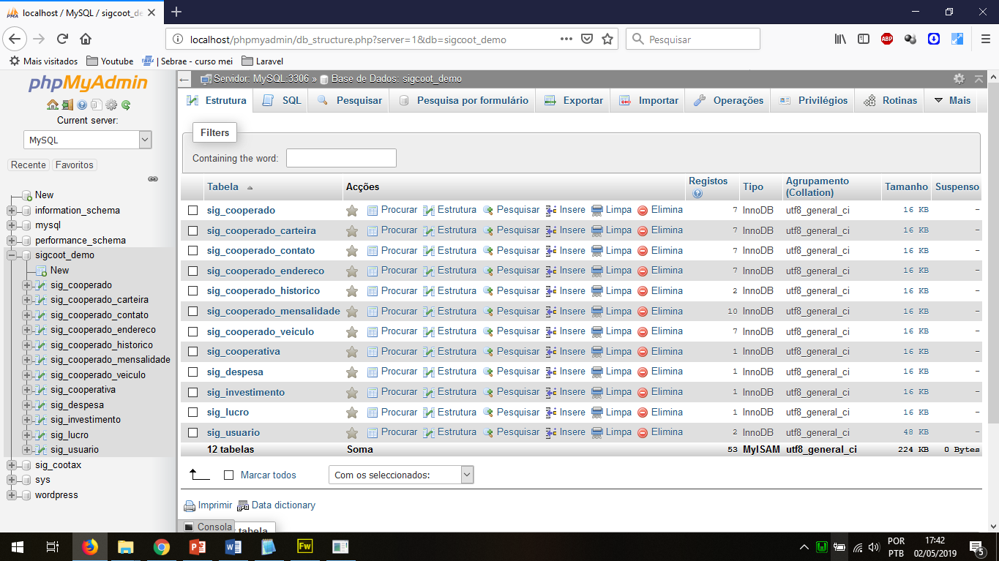 localhost / MySQL / sigcoot_de
localhost/phpmyadmin/db_structure.php?server=1&db=sigcoot_demo
Pesquisar
ABP
Mais visitados Youtube | Sebrae - curso mei Laravel
phpMyAdmin
Current server:
MySQL
Recente Favoritos
New
information_schema
mysql
performance_schema
sigcoot_demo
New
sig_cooperado
sig_cooperado_carteira
sig_cooperado_contato
sig_cooperado_endereco
sig_cooperado_historico
sig_cooperado_mensalidade
sig_cooperado_veiculo
sig_cooperativa
sig_despesa
sig_investimento
sig_lucro
sig_usuario
sig_cootax
sys
wordpress
Servidor: MySQL:3306 » Base de Dados: sigcoot_demo
Estrutura SQL Pesquisar Pesquisa por formulário Exportar Importar Operações Privilégios Rotinas Mais
Filters
Containing the word:
Tabela Acções Registos Tipo Agrupamento (Collation) Tamanho Suspenso
sig_cooperado Procurar Estrutura Pesquisar Insere Limpa Elimina 7 InnoDB utf8_general_ci 16 KB -
sig_cooperado_carteira Procurar Estrutura Pesquisar Insere Limpa Elimina 7 InnoDB utf8_general_ci 16 KB -
sig_cooperado_contato Procurar Estrutura Pesquisar Insere Limpa Elimina 7 InnoDB utf8_general_ci 16 KB -
sig_cooperado_endereco Procurar Estrutura Pesquisar Insere Limpa Elimina 7 InnoDB utf8_general_ci 16 KB -
sig_cooperado_historico Procurar Estrutura Pesquisar Insere Limpa Elimina 2 InnoDB utf8_general_ci 16 KB -
sig_cooperado_mensalidade Procurar Estrutura Pesquisar Insere Limpa Elimina 10 InnoDB utf8_general_ci 16 KB -
sig_cooperado_veiculo Procurar Estrutura Pesquisar Insere Limpa Elimina 7 InnoDB utf8_general_ci 16 KB -
sig_cooperativa Procurar Estrutura Pesquisar Insere Limpa Elimina 1 InnoDB utf8_general_ci 16 KB -
sig_despesa Procurar Estrutura Pesquisar Insere Limpa Elimina 1 InnoDB utf8_general_ci 16 KB -
sig_investimento Procurar Estrutura Pesquisar Insere Limpa Elimina 1 InnoDB utf8_general_ci 16 KB -
sig_lucro Procurar Estrutura Pesquisar Insere Limpa Elimina 1 InnoDB utf8_general_ci 16 KB -
sig_usuario Procurar Estrutura Pesquisar Insere Limpa Elimina 2 InnoDB utf8_general_ci 48 KB -
12 tabelas Soma 53 MyISAM utf8_general_ci 224 KB 0 Bytes
Marcar todos Com os seleccionados:
Imprimir Data dictionary
Consola tabela
Fw POR 17:42
PTB 02/05/2019 5